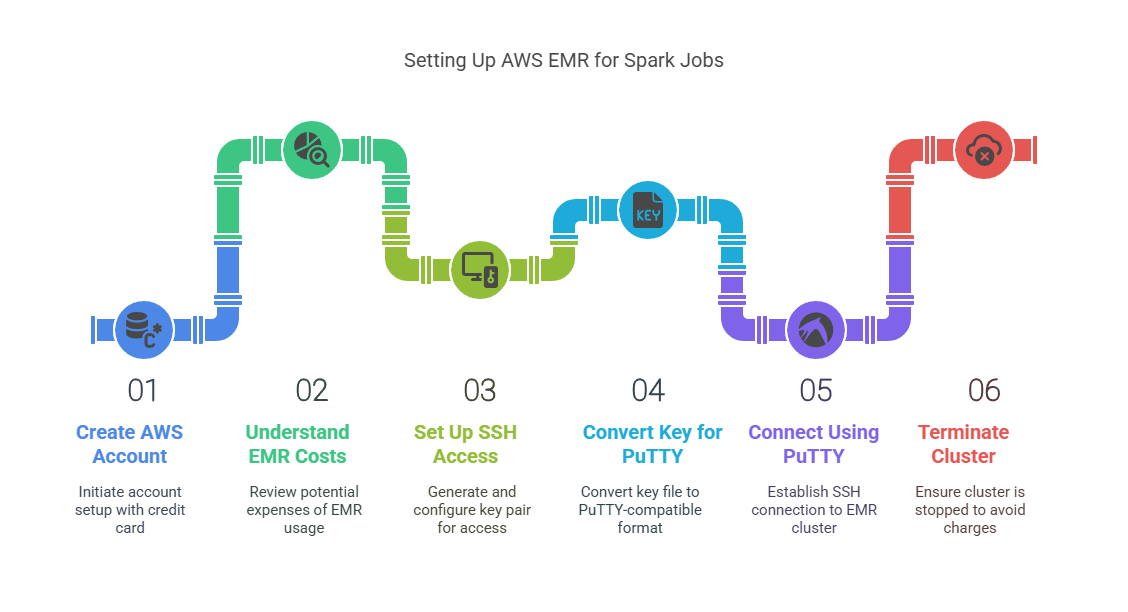 Setting Up AWS EMR for Spark Jobs
C*
KEY
01
Create AWS
Account
Initiate account
setup with credit
card
02
Understand
EMR Costs
Review potential
expenses of EMR
usage
03
Set Up SSH
Access
Generate and
configure key pair
for access
04
Convert Key for
PuTTY
Convert key file to
PuTTY-compatible
format
05
Connect Using
PuTTY
Establish SSH
connection to EMR
cluster
06
Terminate
Cluster
Ensure cluster is
stopped to avoid
charges